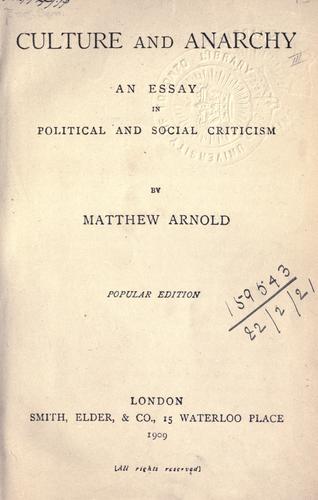 CULTURE AND ANARCHY
AN ESSAY
IN
POLITICAL AND SOCIAL CRITICISM
BY
MATTHEW ARNOLD
POPULAR EDITION
159543
22/2/21
LONDON
SMITH, ELDER, & CO., 15 WATERLOO PLACE
1909
[All rights reserved]